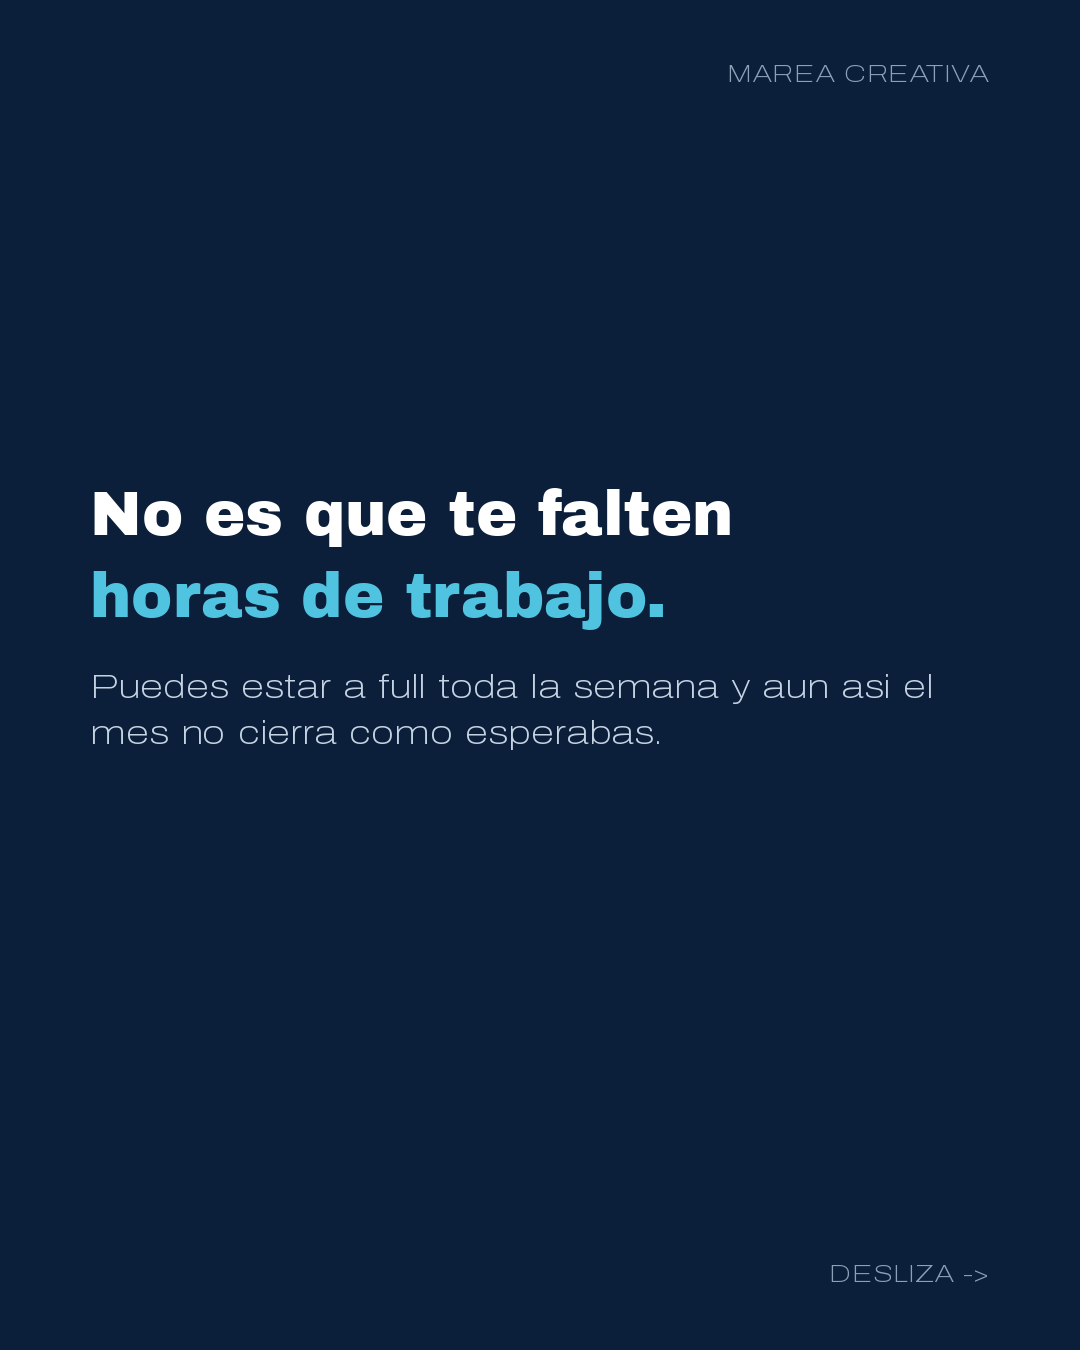 MAREA CREATIVA
No es que te falten
horas de trabajo.
Puedes estar a full toda la semana y aun asi el
mes no cierra como esperabas.
DESLIZA ->